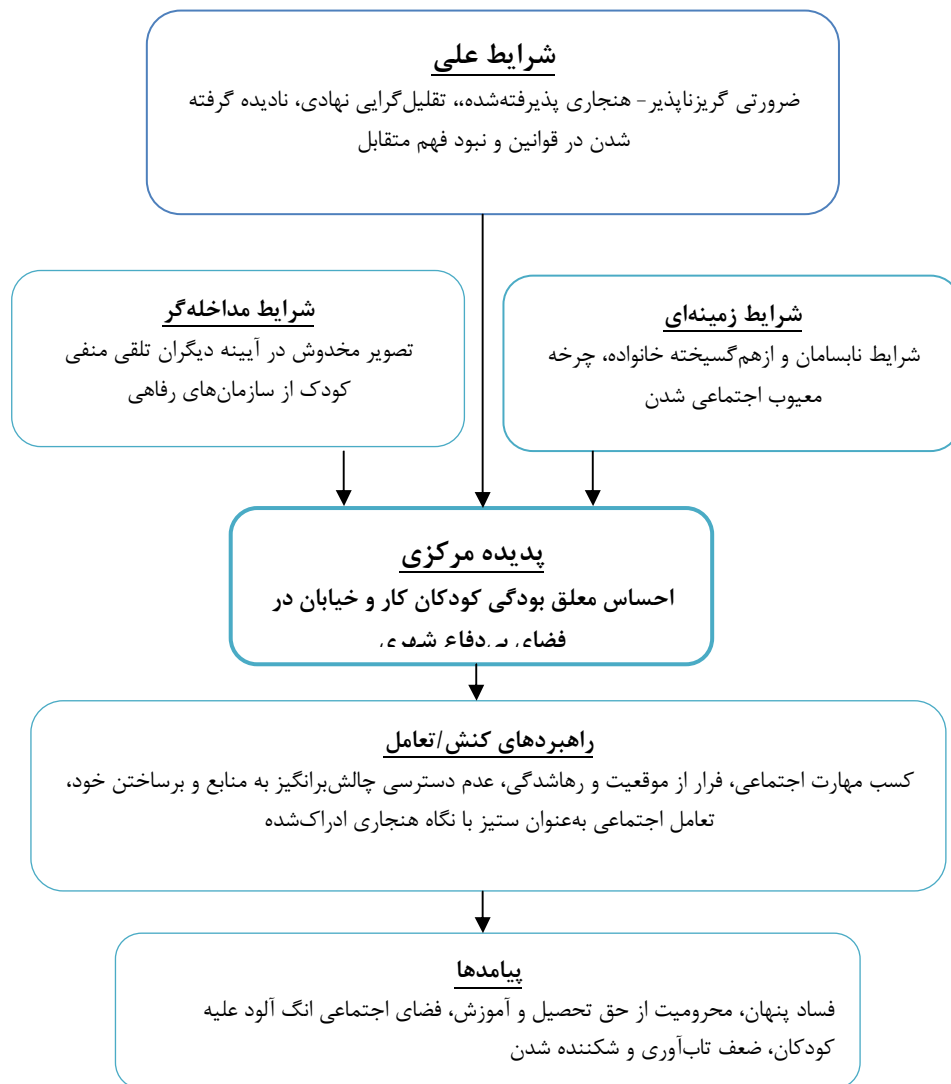 شرایط علی
ضرورتی گریزناپذیر- هنجاری پذیرفته‌شده،، تقلیل‌گرایی نهادی، نادیده گرفته
شدن در قوانین و نبود فهم متقابل
شرایط زمینه‌ای
شرایط نابسامان و ازهم‌گسیخته خانواده، چرخه
معیوب اجتماعی شدن
شرایط مداخله‌گر
تصویر مخدوش در آیینه دیگران تلقی منفی
کودک از سازمان‌های رفاهی
پدیده مرکزی
احساس معلق بودگی کودکان کار و خیابان در
فضای بی‌دفاع شهری
راهبردهای کنش/تعامل
کسب مهارت اجتماعی، فرار از موقعیت و رهاشدگی، عدم دسترسی چالش‌برانگیز به منابع و برساختن خود،
تعامل اجتماعی به‌عنوان ستیز با نگاه هنجاری ادراک‌شده
پیامدها
فساد پنهان، محرومیت از حق تحصیل و آموزش، فضای اجتماعی انگ آلود علیه
کودکان، ضعف تاب‌آوری و شکننده شدن